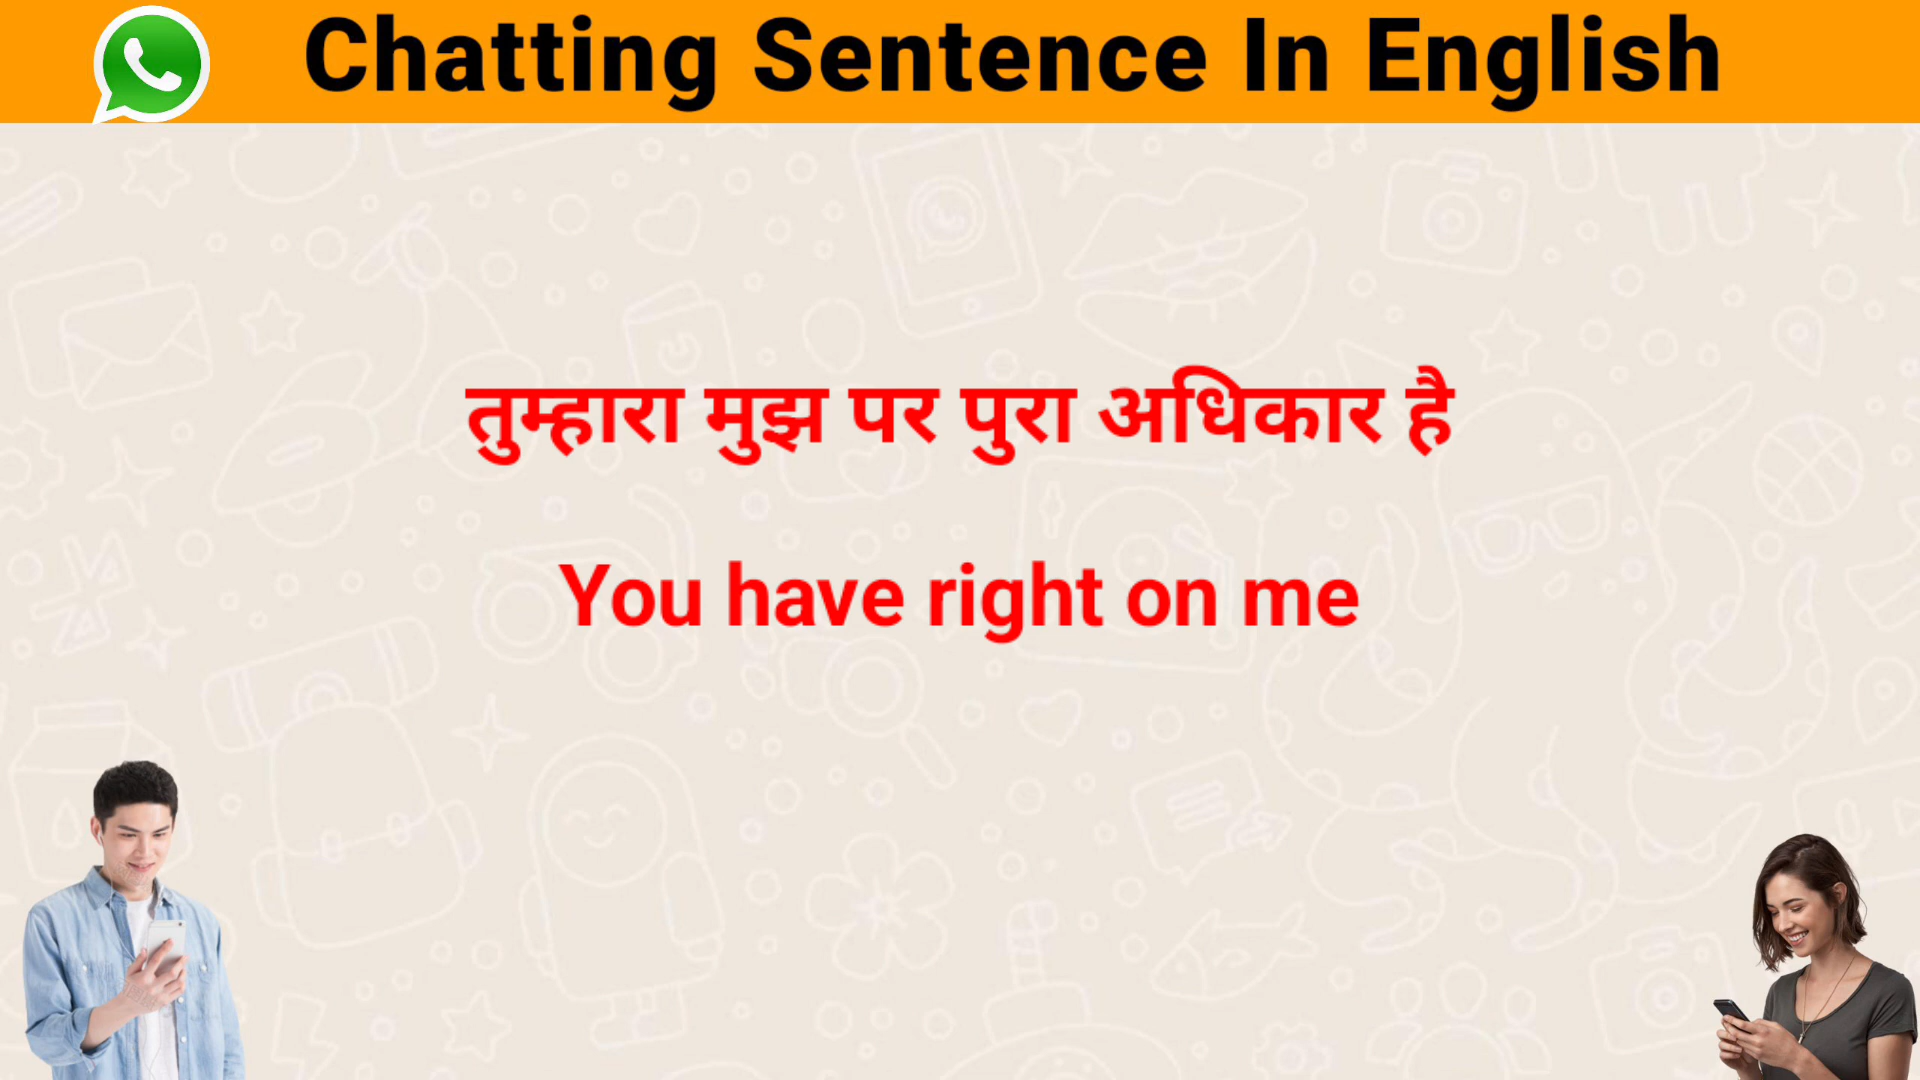 Chatting Sentence In English
तुम्हारा मुझ पर पुरा अधिकार है
You have right on me